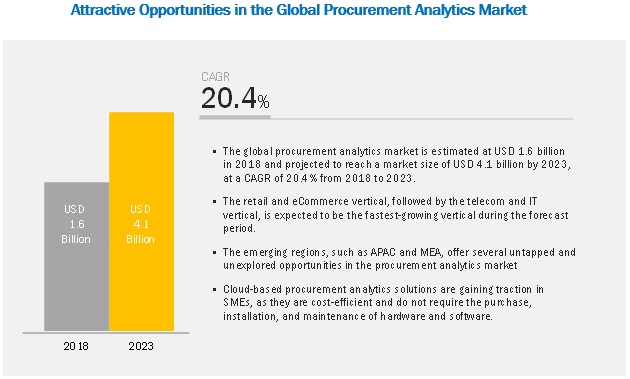 Attractive Opportunities in the Global Procurement Analytics Market
CAGR
20.4%
USD
1.6
Billion
USD
4.1
Billion
2018
2023
▪ The global procurement analytics market is estimated at USD 1.6 billion
in 2018 and projected to reach a market size of USD 4.1 billion by 2023,
at a CAGR of 20.4% from 2018 to 2023.
▪ The retail and eCommerce vertical, followed by the telecom and IT
vertical, is expected to be the fastest-growing vertical during the forecast
period.
▪ The emerging regions, such as APAC and MEA, offer several untapped and
unexplored opportunities in the procurement analytics market
▪ Cloud-based procurement analytics solutions are gaining traction in
SMEs, as they are cost-efficient and do not require the purchase,
installation, and maintenance of hardware and software.